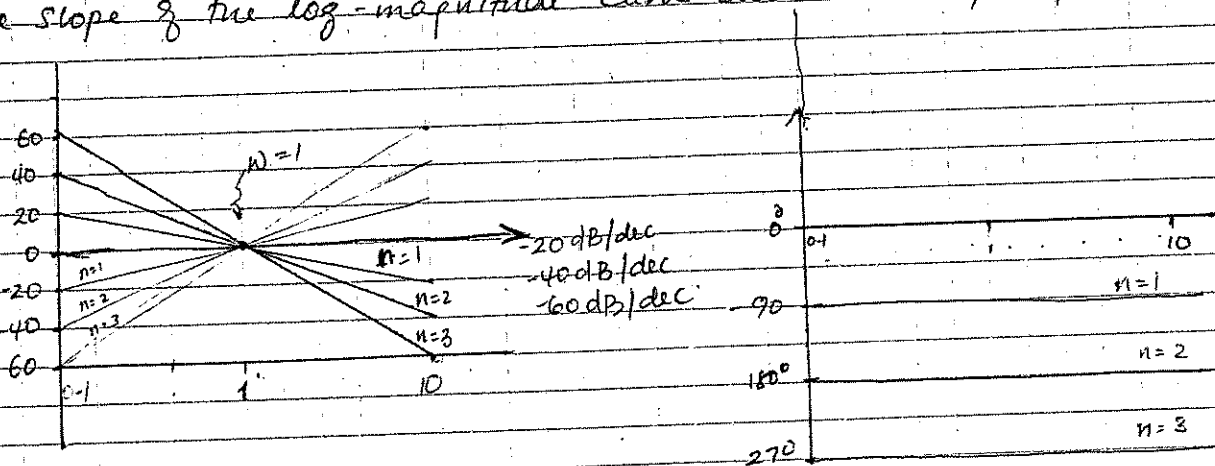 e slope of the log-magnitude
60
40
20
0
-20
-40
-60
0.1
1
10
W=1
n=1
n=2
n=3
n=1
n=2
n=3
-20dB/dec
-40dB/dec
-60dB/dec
0
-90
180°
270
0.1
1
10
n=1
n=2
n=3